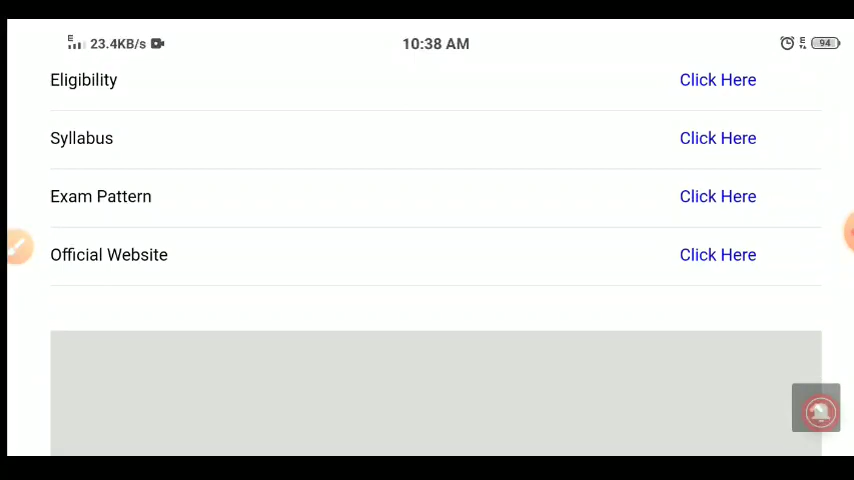 E 23.4KB/s 10:38 AM 94
Eligibility Click Here
Syllabus Click Here
Exam Pattern Click Here
Official Website Click Here